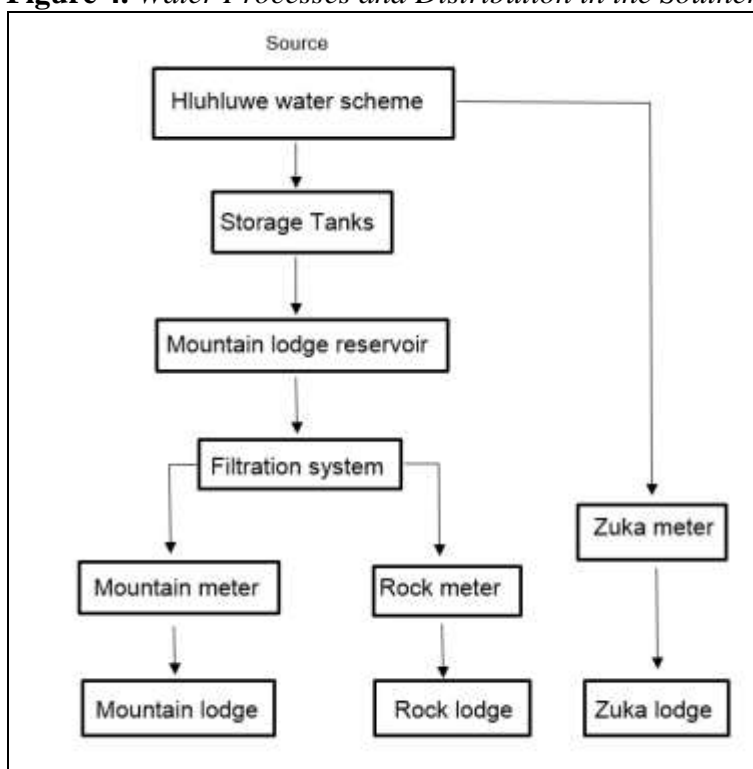 Figure 4. Water Processes and Distribution in the
Source
Hluhluwe water scheme
Storage Tanks
Mountain lodge reservoir
Filtration system
Zuka meter
Mountain meter
Rock meter
Mountain lodge
Rock lodge
Zuka lodge